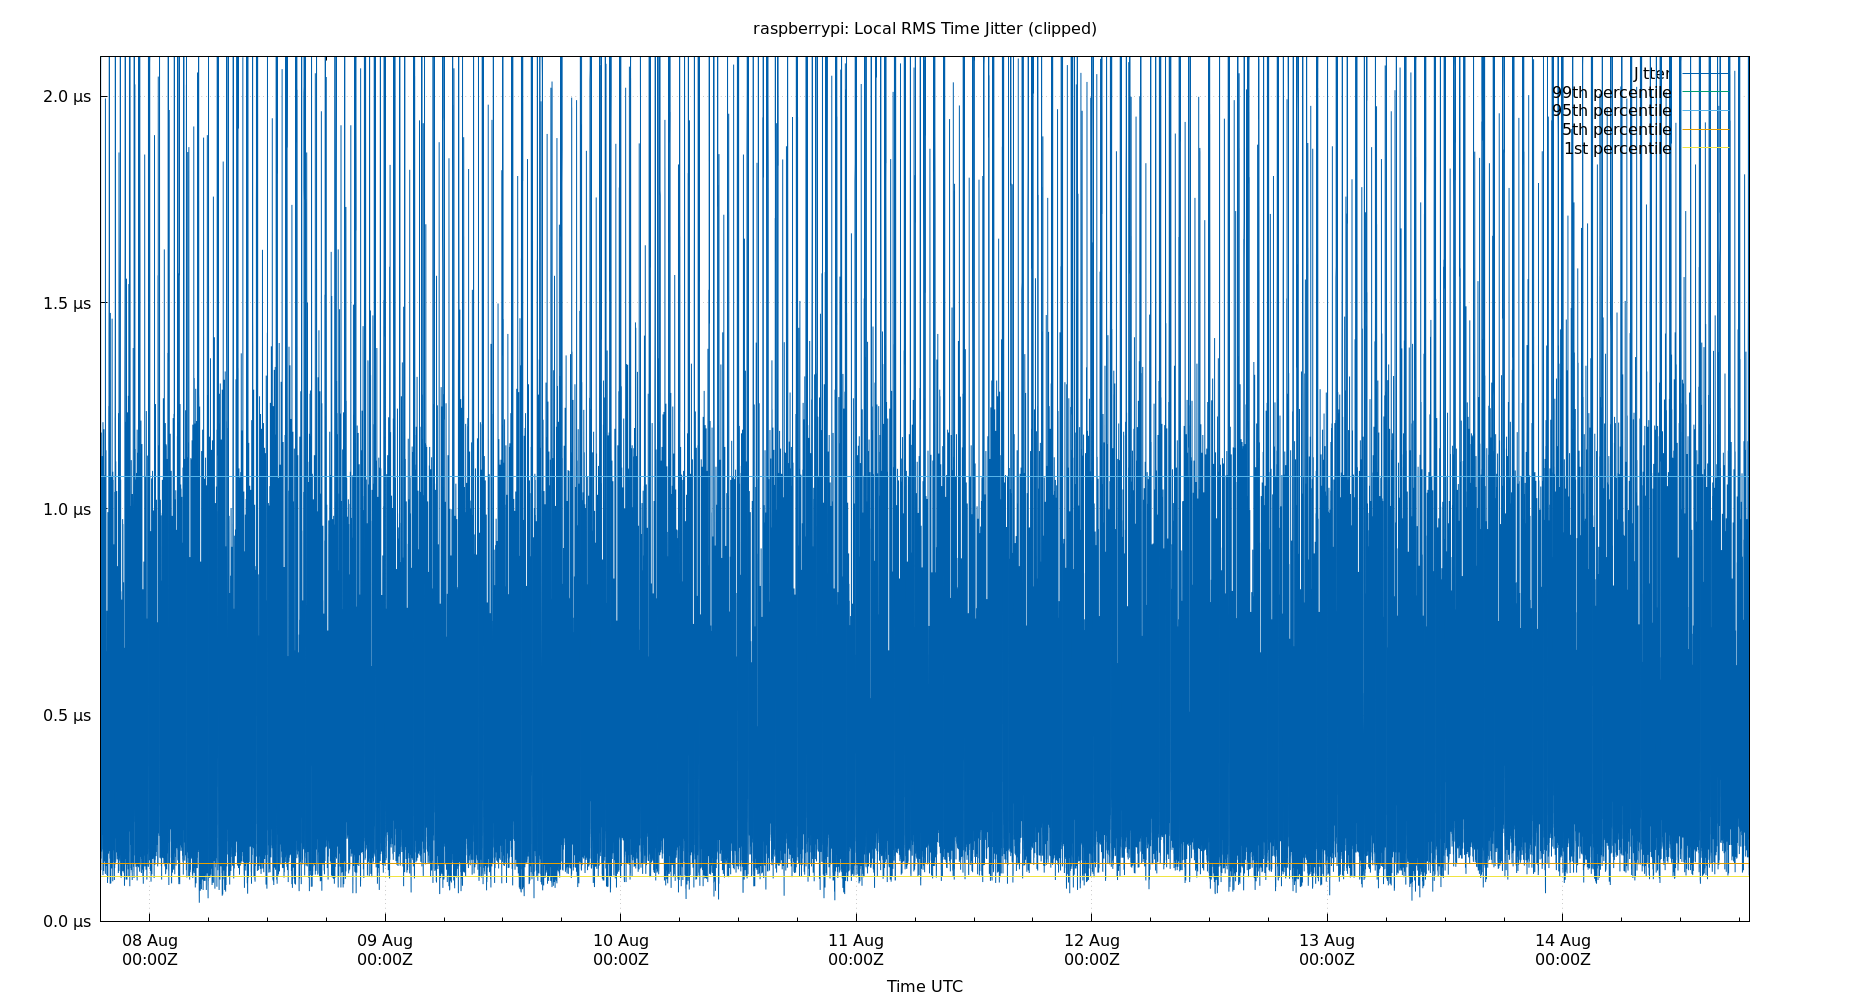 raspberrypi: Local RMS Time Jitter (clipped)
Jitter
99th percentile
95th percentile
5th percentile
1st percentile
2.0 μs
1.5 μs
1.0 μs
0.5 μs
0.0 μs
08 Aug 09 Aug 10 Aug 11 Aug 12 Aug 13 Aug 14 Aug
00:00Z 00:00Z 00:00Z 00:00Z 00:00Z 00:00Z 00:00Z
Time UTC